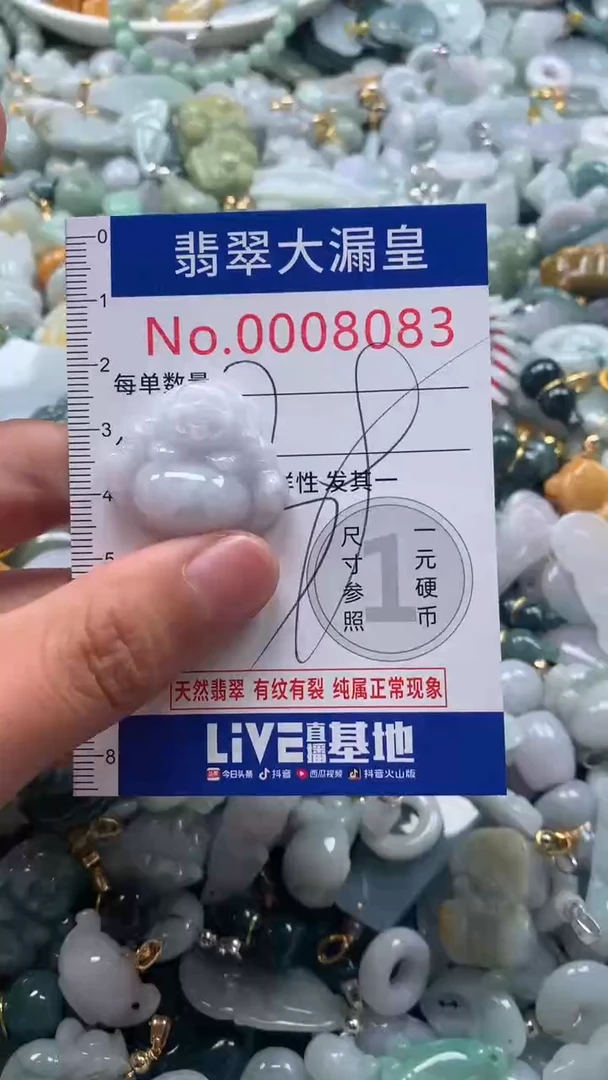 翡翠大漏皇
No.0008083
每单数量
样性 发其一
尺寸参照
一元硬币
1
天然翡翠 有纹有裂 纯属正常现象
LiVE直播基地
头条 今日头条 抖音 西瓜视频 抖音火山版
0
1
2
3
4
5
8